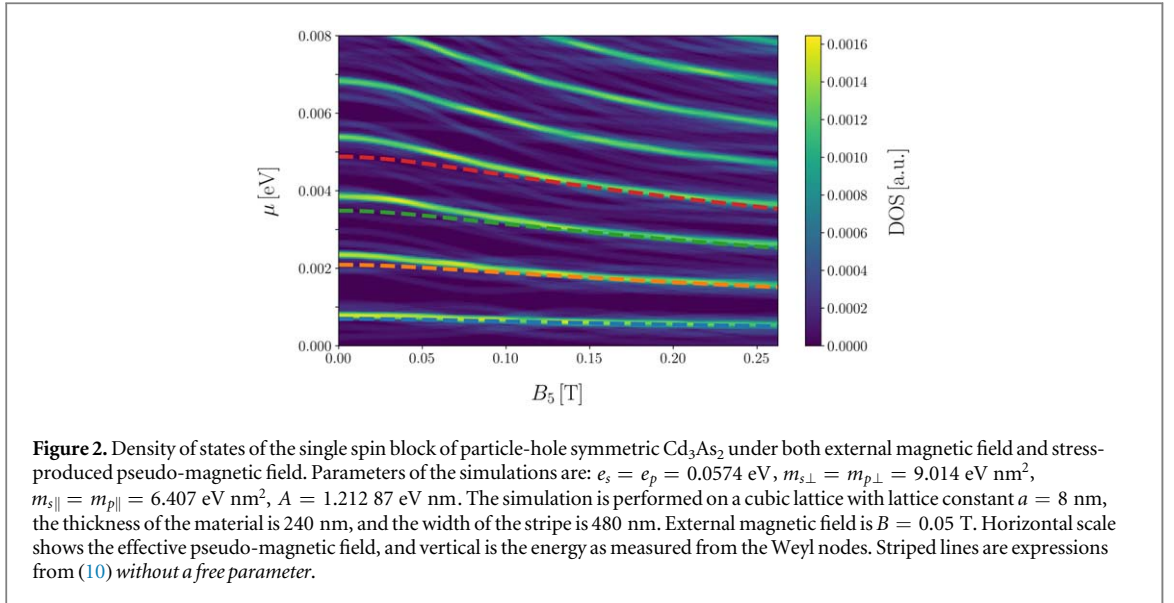 0.008
0.006
0.004
0.002
0.000
μ [eV]
0.00 0.05 0.10 0.15 0.20 0.25
B₅ [T]
0.0016
0.0014
0.0012
0.0010
0.0008
0.0006
0.0004
0.0002
0.0000
DOS [a.u.]
Figure 2. Density of states of the single spin block of particle-hole symmetric Cd₃As₂ under both external magnetic field and stress-
produced pseudo-magnetic field. Parameters of the simulations are: eₛ = eₚ = 0.0574 eV, mₛ⊥ = mₚ⊥ = 9.014 eV nm²,
mₛ∥ = mₚ∥ = 6.407 eV nm², A = 1.212 87 eV nm. The simulation is performed on a cubic lattice with lattice constant a = 8 nm,
the thickness of the material is 240 nm, and the width of the stripe is 480 nm. External magnetic field is B = 0.05 T. Horizontal scale
shows the effective pseudo-magnetic field, and vertical is the energy as measured from the Weyl nodes. Striped lines are expressions
from (10) without a free parameter.